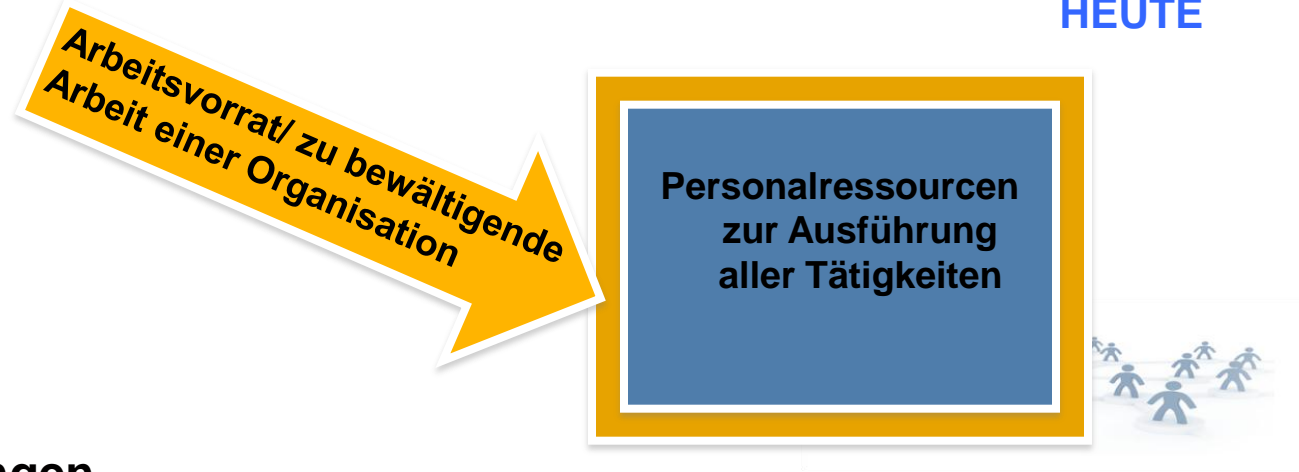 HEUTE
Arbeitsvorrat/ zu bewältigende
Arbeit einer Organisation
Personalressourcen
zur Ausführung
aller Tätigkeiten